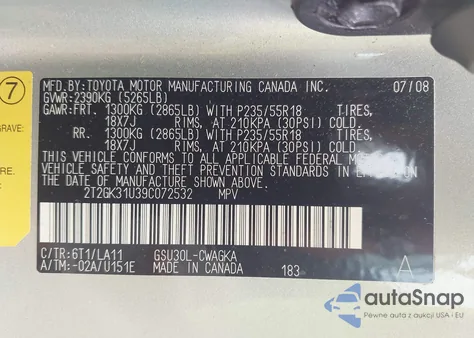 MFD.BY:TOYOTA MOTOR MANUFACTURING CANADA INC. 07/08
GVWR:2390KG (5265LB)
GAWR:FRT. 1300KG (2865LB) WITH P235/55R18 TIRES,
18X7J RIMS, AT 210KPA (30PSI) COLD.
RR. 1300KG (2865LB) WITH P235/55R18 TIRES,
18X7J RIMS, AT 210KPA (30PSI) COLD.
THIS VEHICLE CONFORMS TO ALL APPLICABLE FEDERAL MOTOR
VEHICLE SAFETY AND THEFT PREVENTION STANDARDS IN EFFECT
THE DATE OF MANUFACTURE
2T2GK31U39C072532 MPV
C/TR:6T1/LA11 GSU30L-CWAGKA
A/TM:-02A/U151E MADE IN CANADA 183 A
7
GRAVE:
autoSnap
Pewne auta z aukcji USA i EU